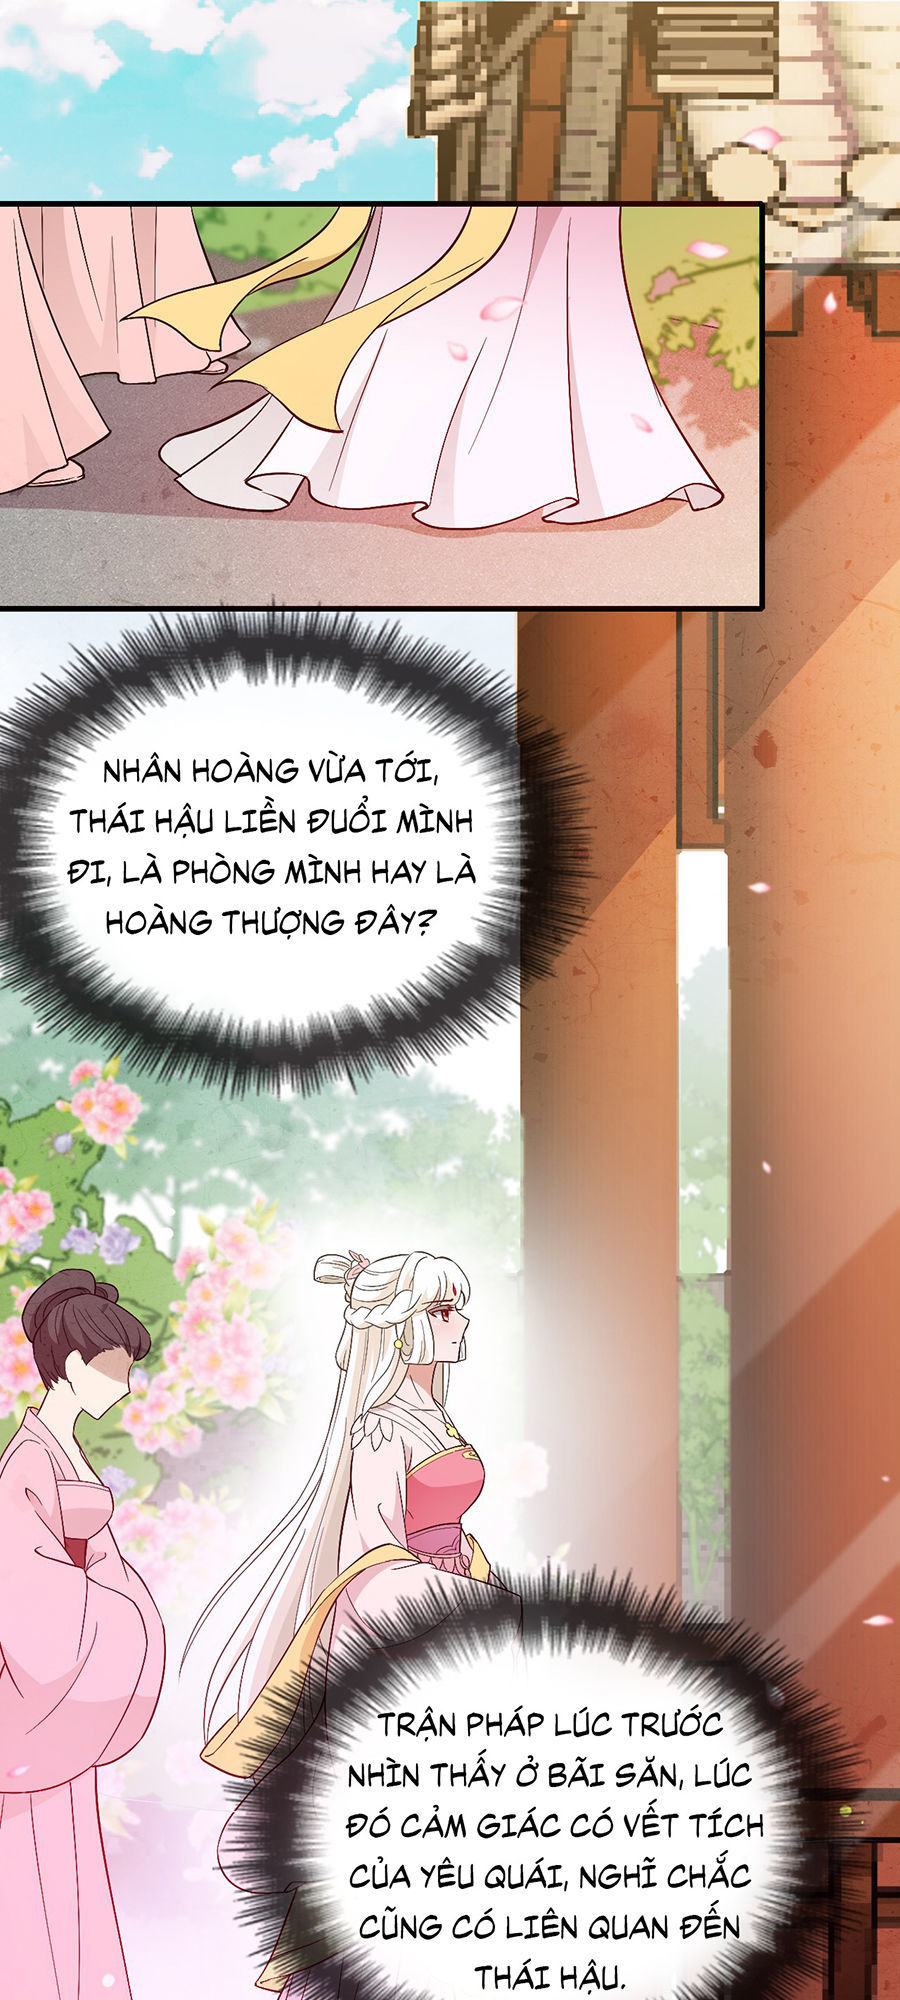 NHÂN HOÀNG VỪA TỚI,
THÁI HẬU LIỀN ĐUỔI MÌNH
ĐI, LÀ PHÒNG MÌNH HAY LÀ
HOÀNG THƯỢNG ĐÂY?
TRẬN PHÁP LÚC TRƯỚC
NHÌN THẤY Ở BÃI SĂN, LÚC
ĐÓ CẢM GIÁC CÓ VẾT TÍCH
CỦA YÊU QUÁI, NGHĨ CHẮC
CŨNG CÓ LIÊN QUAN ĐẾN
THÁI HẬU.